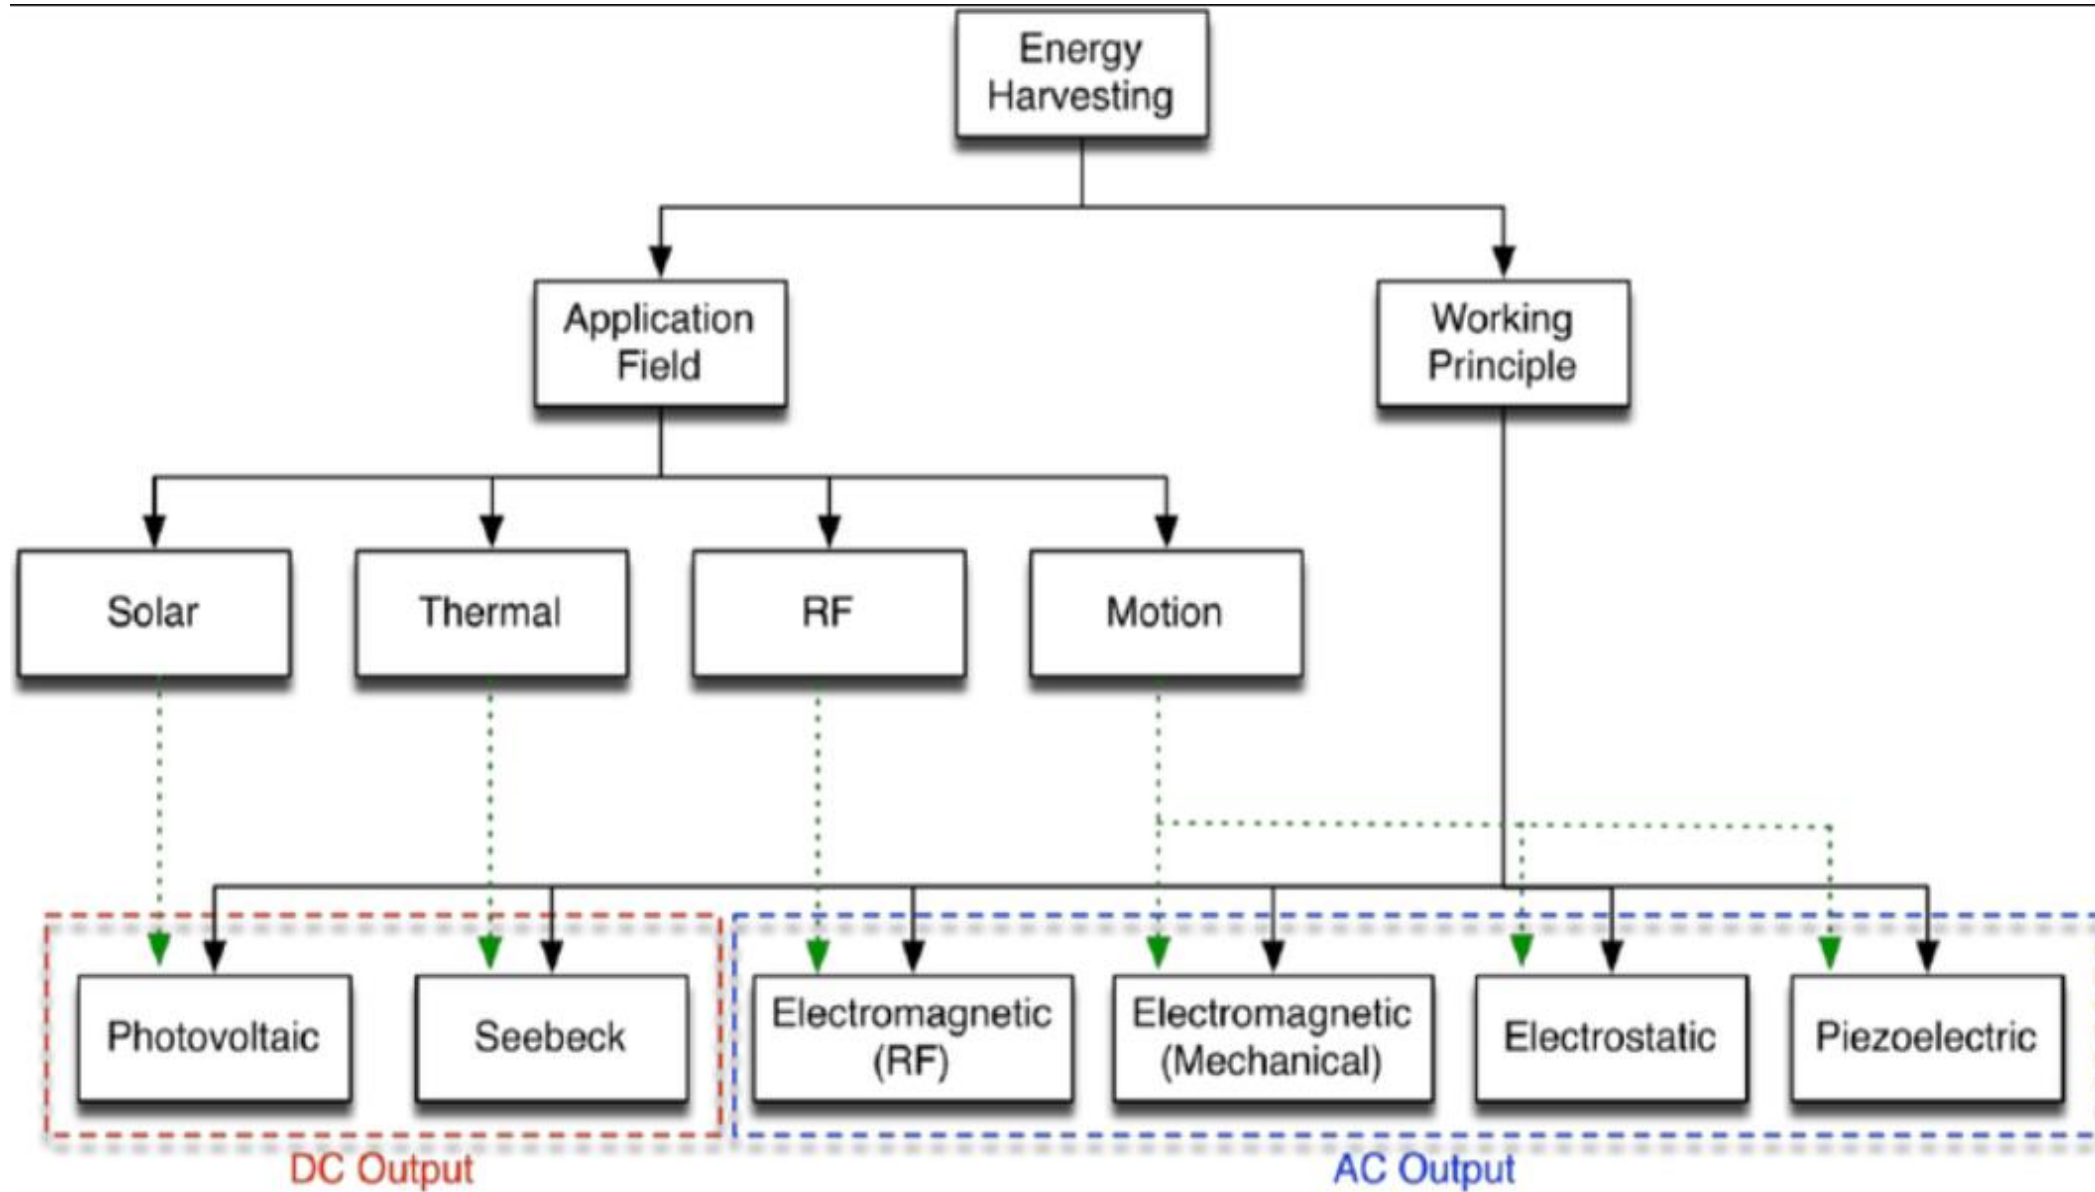 Energy
Harvesting
Application
Field
Working
Principle
Solar
Thermal
RF
Motion
Photovoltaic
Seebeck
Electromagnetic
(RF)
Electromagnetic
(Mechanical)
Electrostatic
Piezoelectric
DC Output
AC Output